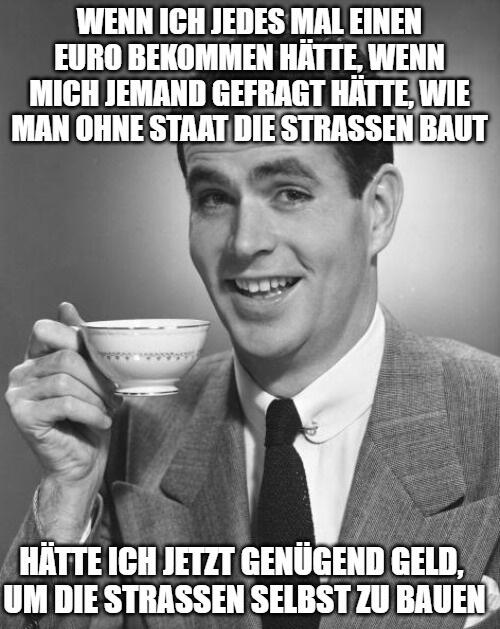 WENN ICH JEDES MAL EINEN
EURO BEKOMMEN HÄTTE, WENN
MICH JEMAND GEFRAGT HÄTTE, WIE
MAN OHNE STAAT DIE STRASSEN BAUT
HÄTTE ICH JETZT GENÜGEND GELD,
UM DIE STRASSEN SELBST ZU BAUEN